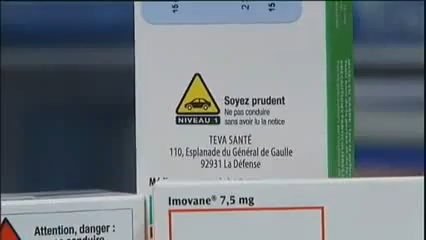 15
2
15
NIVEAU 1
Soyez prudent
Ne pas conduire
sans avoir lu la notice
TEVA SANTÉ
110, Esplanade du Général de Gaulle
92931 La Défense
Imovane® 7,5 mg
Attention, danger :
conduire